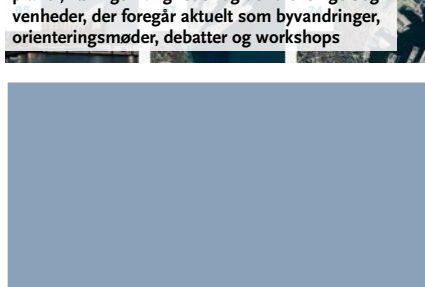 venheder, der foregår aktuelt som byvandringer,
orienteringsmøder, debatter og workshops